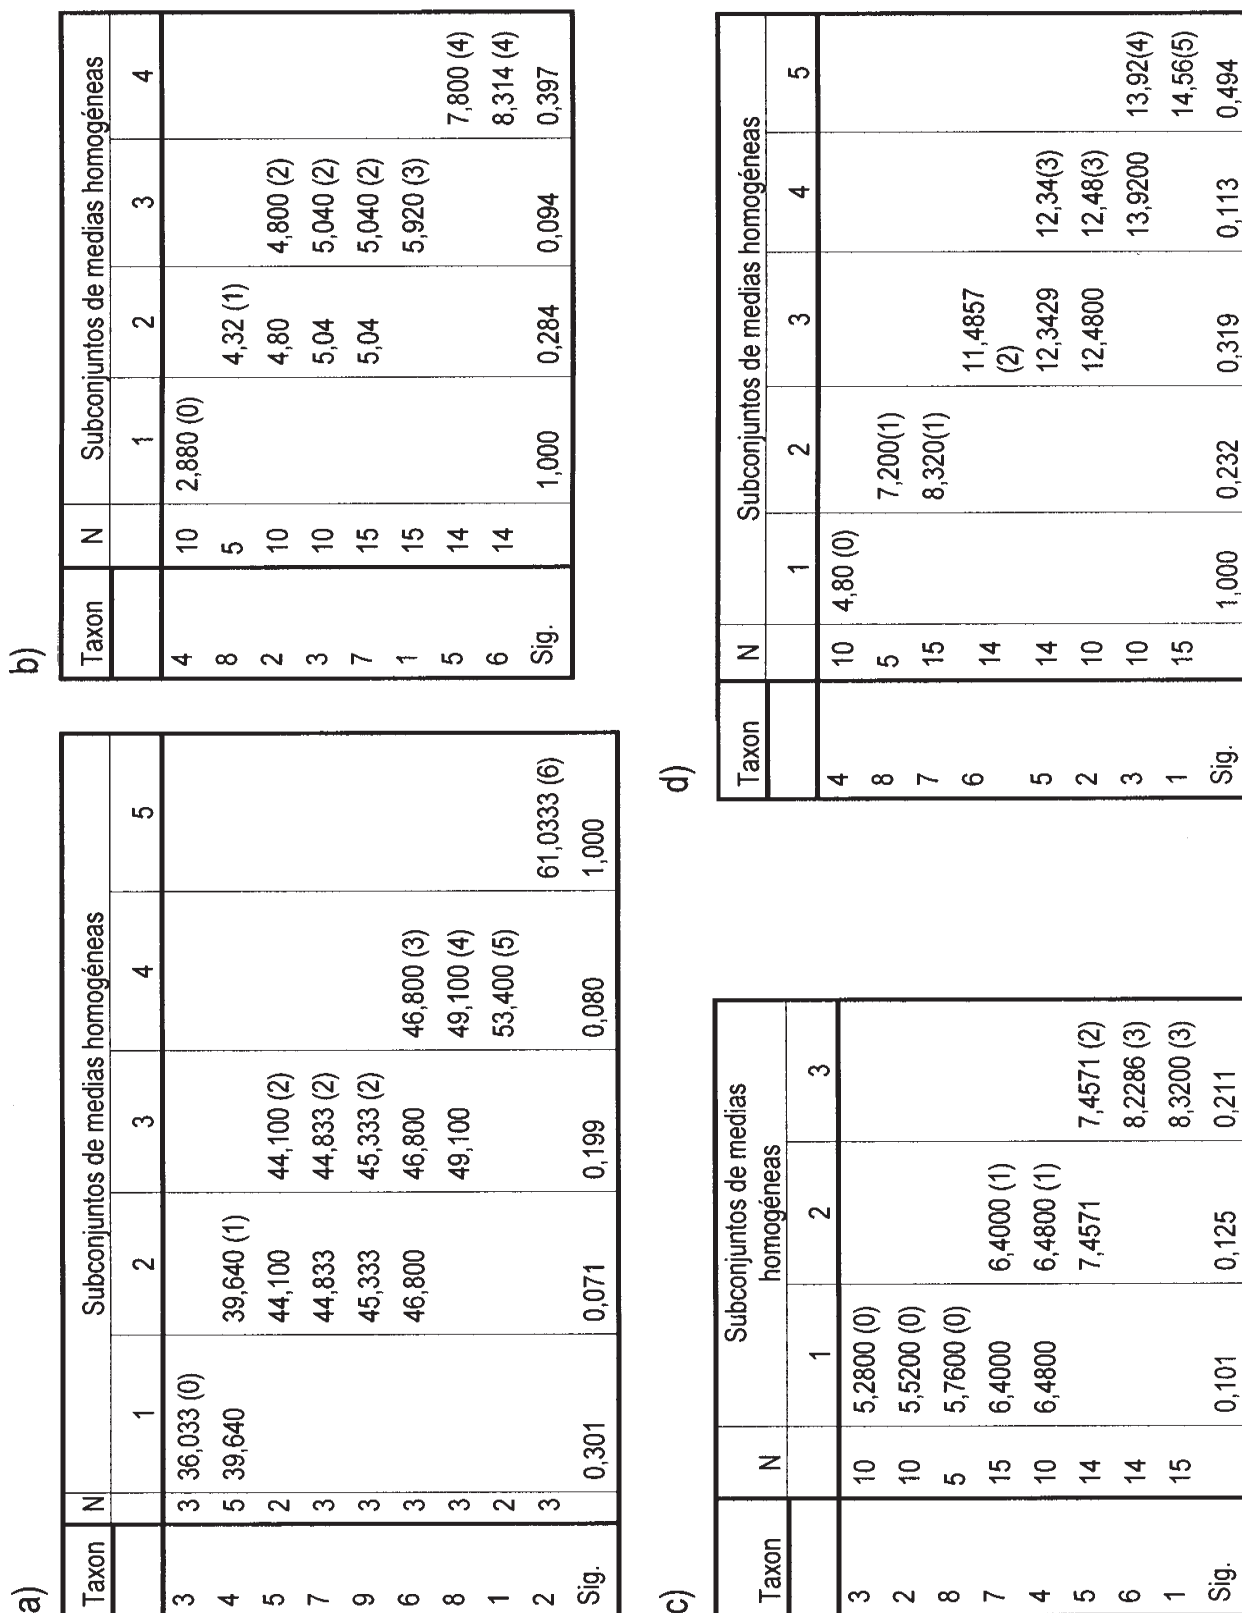 a)
Taxon N Subconjuntos de medias homogéneas
1 2 3 4 5
3 3 36,033 (0)
4 5 39,640 39,640 (1)
5 2 44,100 44,100 (2)
7 3 44,833 44,833 (2)
9 3 45,333 45,333 (2)
6 3 46,800 46,800 46,800 (3)
8 3 49,100 49,100 (4)
1 2 53,400 (5)
2 3 61,0333 (6)
Sig. 0,301 0,071 0,199 0,080 1,000
b)
Taxon N Subconjuntos de medias homogéneas
1 2 3 4
4 10 2,880 (0)
8 5 4,32 (1)
2 10 4,80 4,800 (2)
3 10 5,04 5,040 (2)
7 15 5,04 5,040 (2)
1 15 5,920 (3)
5 14 7,800 (4)
6 14 8,314 (4)
Sig. 1,000 0,284 0,094 0,397
c)
Taxon N Subconjuntos de medias
homogéneas
1 2 3
3 10 5,2800 (0)
2 10 5,5200 (0)
8 5 5,7600 (0)
7 15 6,4000 6,4000 (1)
4 10 6,4800 6,4800 (1)
5 14 7,4571 7,4571 (2)
6 14 8,2286 (3)
1 15 8,3200 (3)
Sig. 0,101 0,125 0,211
d)
Taxon N Subconjuntos de medias homogéneas
1 2 3 4 5
4 10 4,80 (0)
8 5 7,200(1)
7 15 8,320(1)
6 14 11,4857
(2)
5 14 12,3429 12,34(3)
2 10 12,4800 12,48(3)
3 10 13,9200 13,92(4)
1 15 14,56(5)
Sig. 1,000 0,232 0,319 0,113 0,494